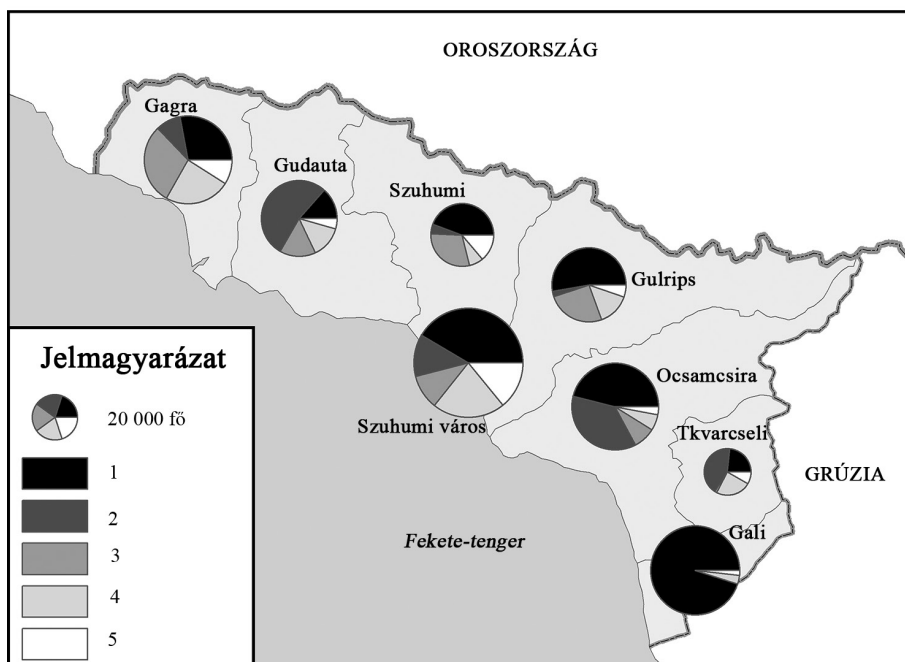 OROSZORSZÁG
Gagra
Gudauta
Szuhumi
Gulrips
Ocsamcsira
Szuhumi város
Tkvarcseli
GRÚZIA
Gali
Fekete-tenger
Jelmagyarázat
20 000 fő
1
2
3
4
5